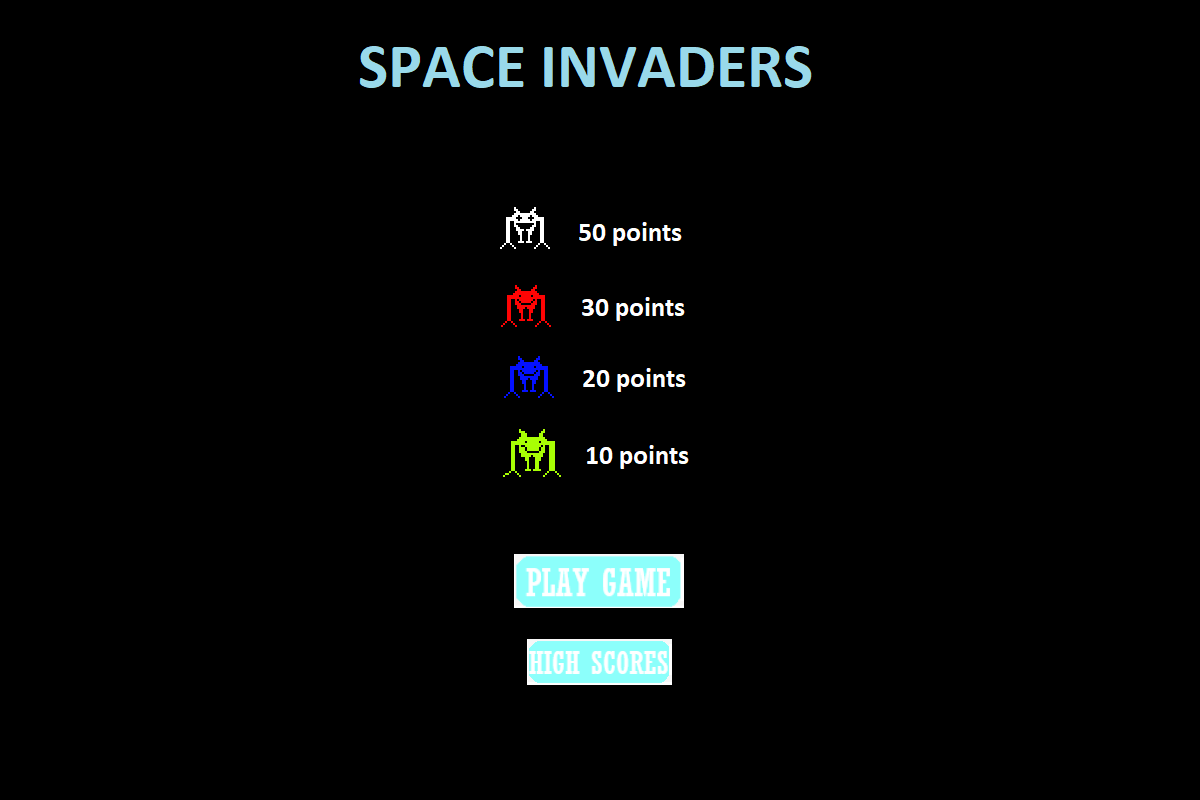 SPACE INVADERS
50 points
30 points
20 points
10 points
PLAY GAME
HIGH SCORES